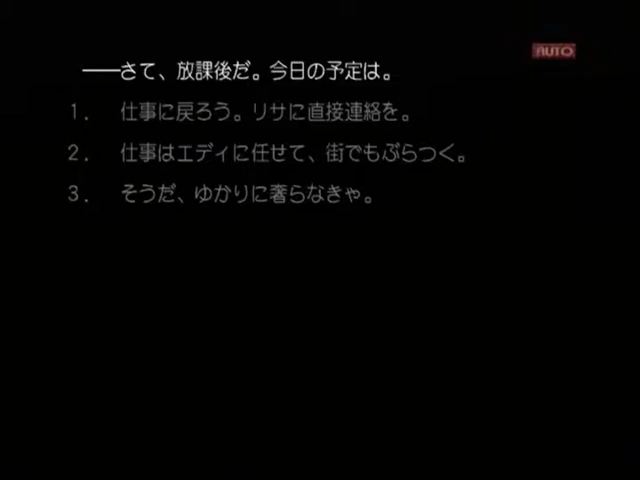 ――さて、放課後だ。今日の予定は。
AUTO
１． 仕事に戻ろう。リサに直接連絡を。
２． 仕事はエディに任せて、街でもぶらつく。
３． そうだ、ゆかりに奢らなきゃ。